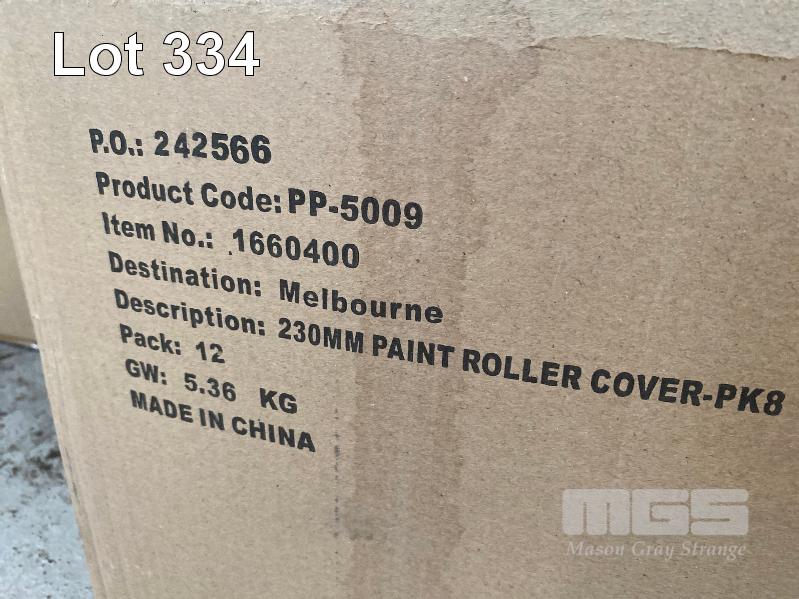 Lot 334
P.O.: 242566
Product Code: PP-5009
Item No.: 1660400
Destination: Melbourne
Description: 230MM PAINT ROLLER COVER-PK8
Pack: 12
GW: 5.36 KG
MADE IN CHINA
MGS
Mason Gray Strange